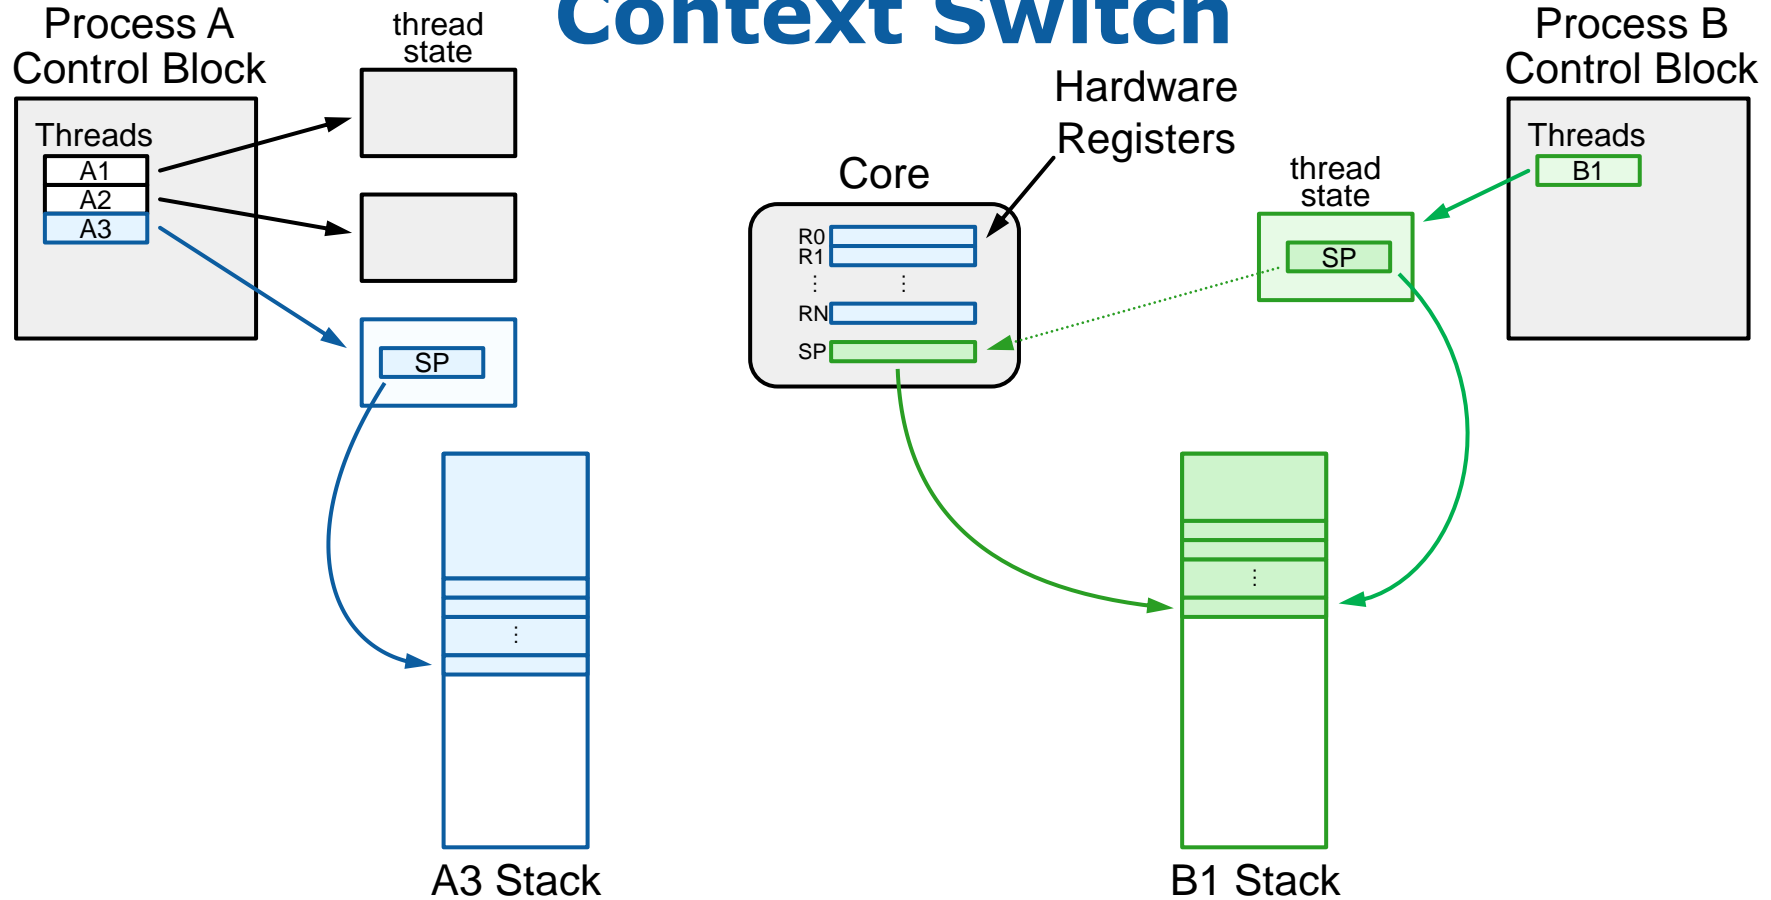 Context Switch
Process A
Control Block
Threads
A1
A2
A3
thread
state
SP
A3 Stack
Core
Hardware
Registers
R0
R1
⋮ ⋮
RN
SP
thread
state
SP
Process B
Control Block
Threads
B1
⋮
⋮
B1 Stack